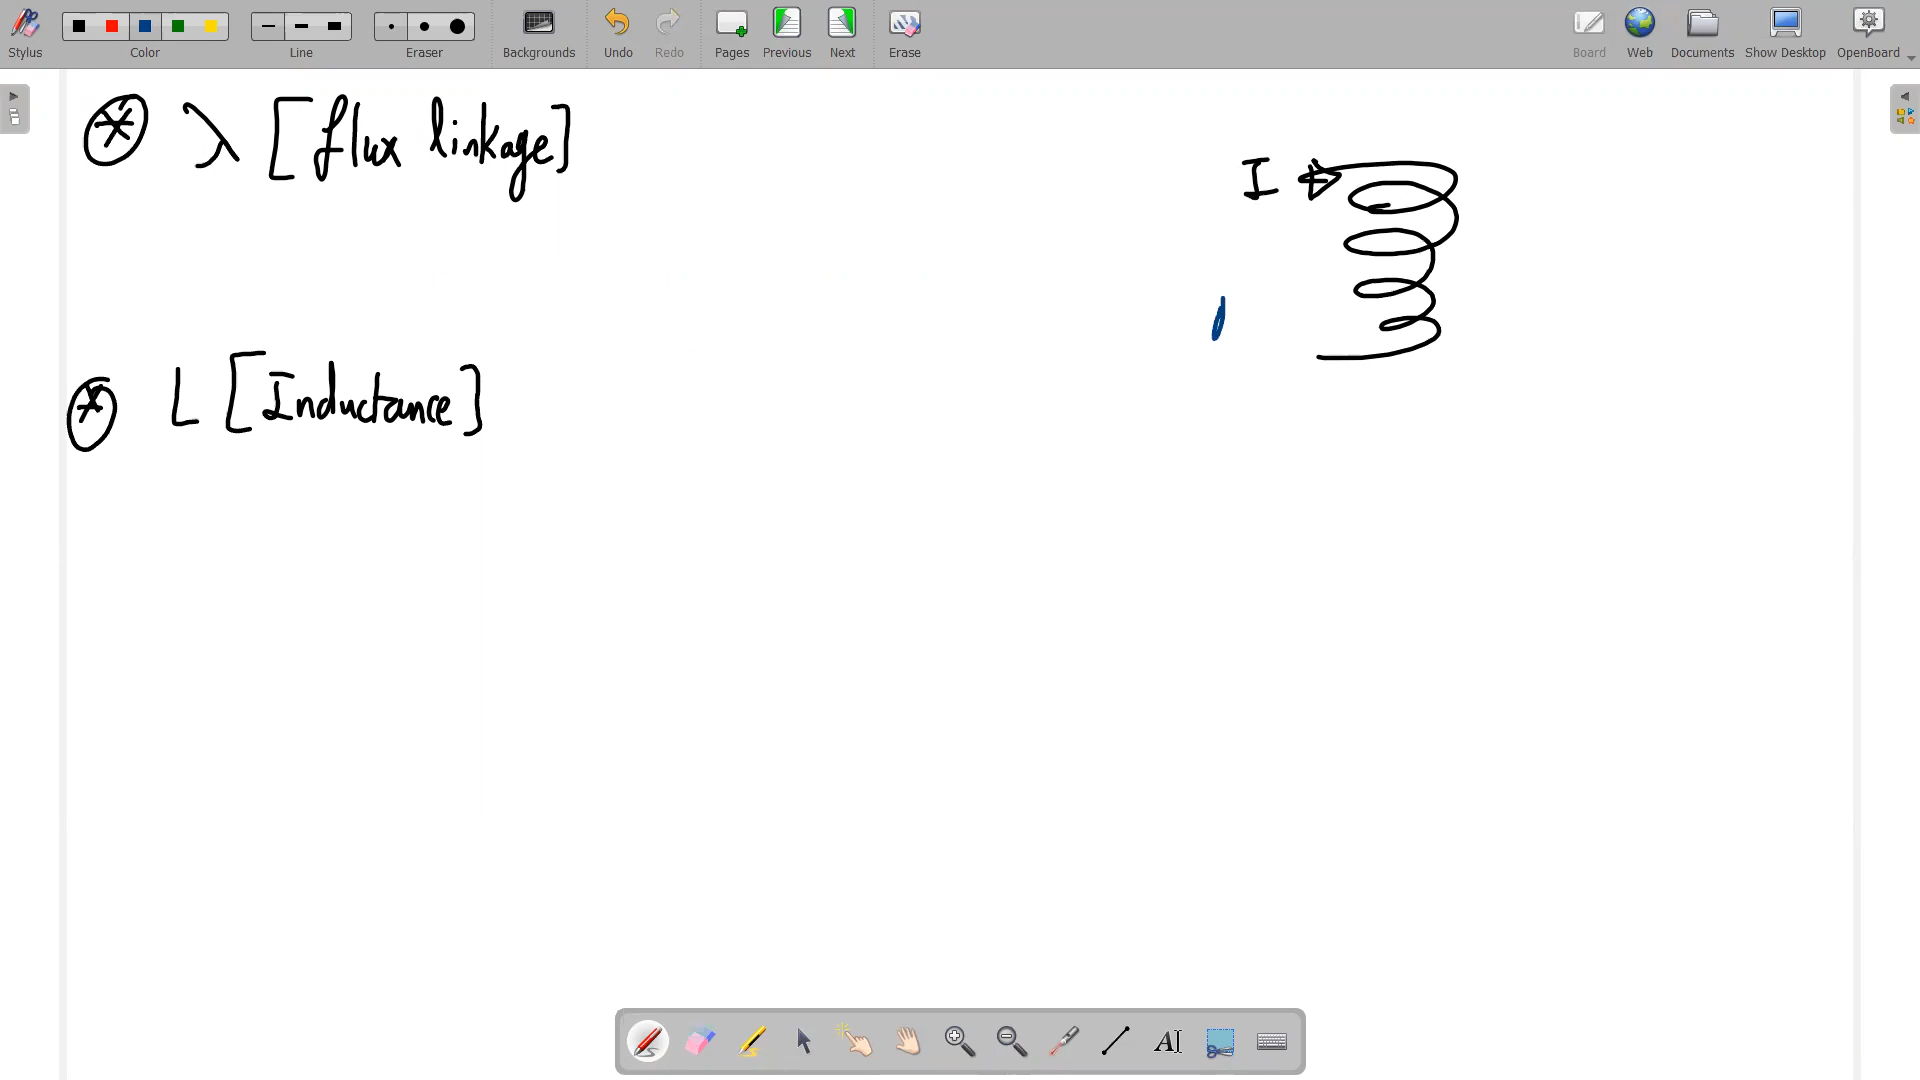 Stylus Color Line Eraser Backgrounds Undo Redo Pages Previous Next Erase Board Web Documents Show Desktop OpenBoard
⊛ λ [flux linkage]
I
⊛ L [Inductance]
AI